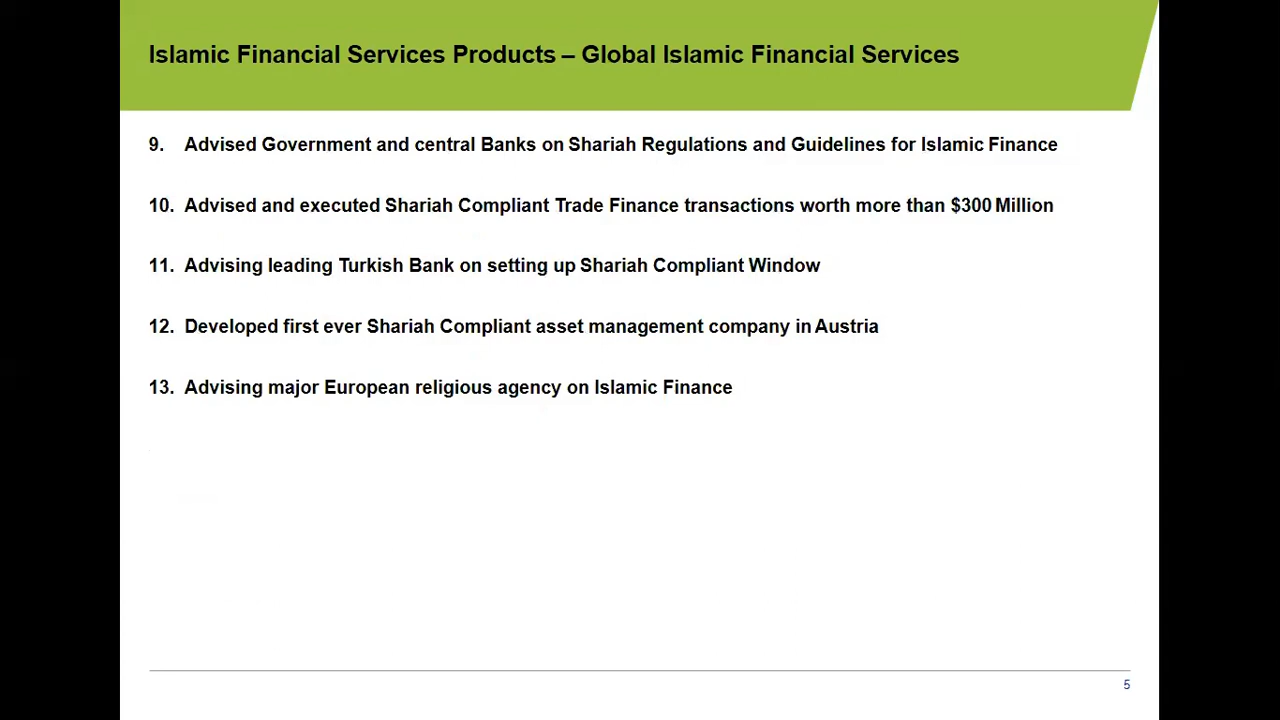 Islamic Financial Services Products – Global Islamic Financial Services
9. Advised Government and central Banks on Shariah Regulations and Guidelines for Islamic Finance
10. Advised and executed Shariah Compliant Trade Finance transactions worth more than $300 Million
11. Advising leading Turkish Bank on setting up Shariah Compliant Window
12. Developed first ever Shariah Compliant asset management company in Austria
13. Advising major European religious agency on Islamic Finance
5